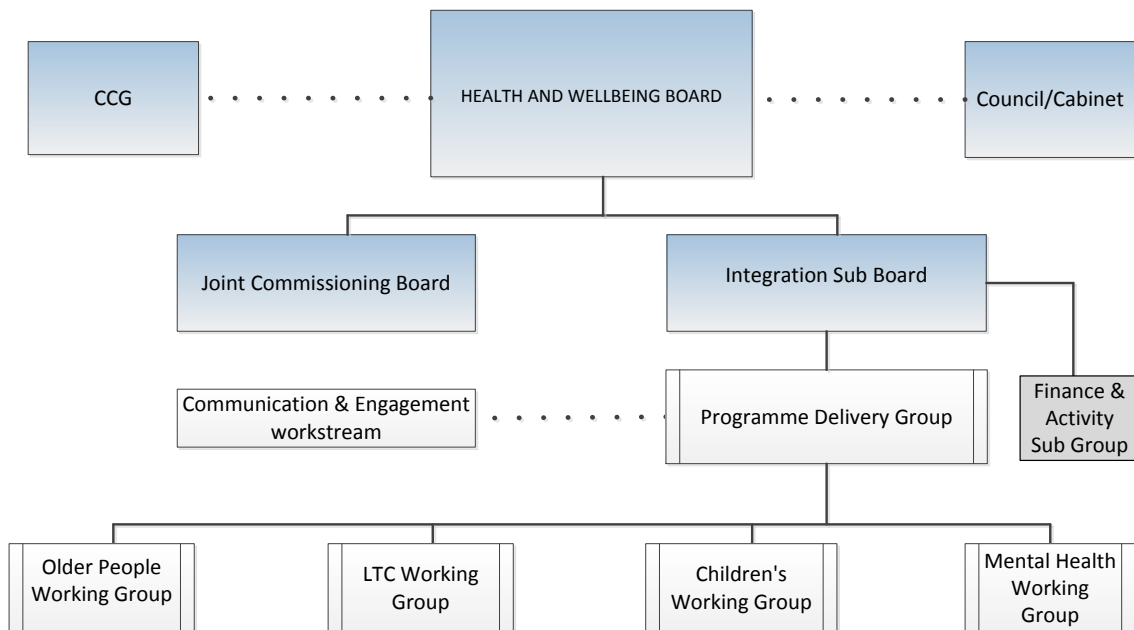 CCG
HEALTH AND WELLBEING BOARD
Council/Cabinet
Joint Commissioning Board
Integration Sub Board
Communication & Engagement
workstream
Programme Delivery Group
Finance &
Activity
Sub Group
Older People
Working Group
LTC Working
Group
Children's
Working Group
Mental Health
Working
Group